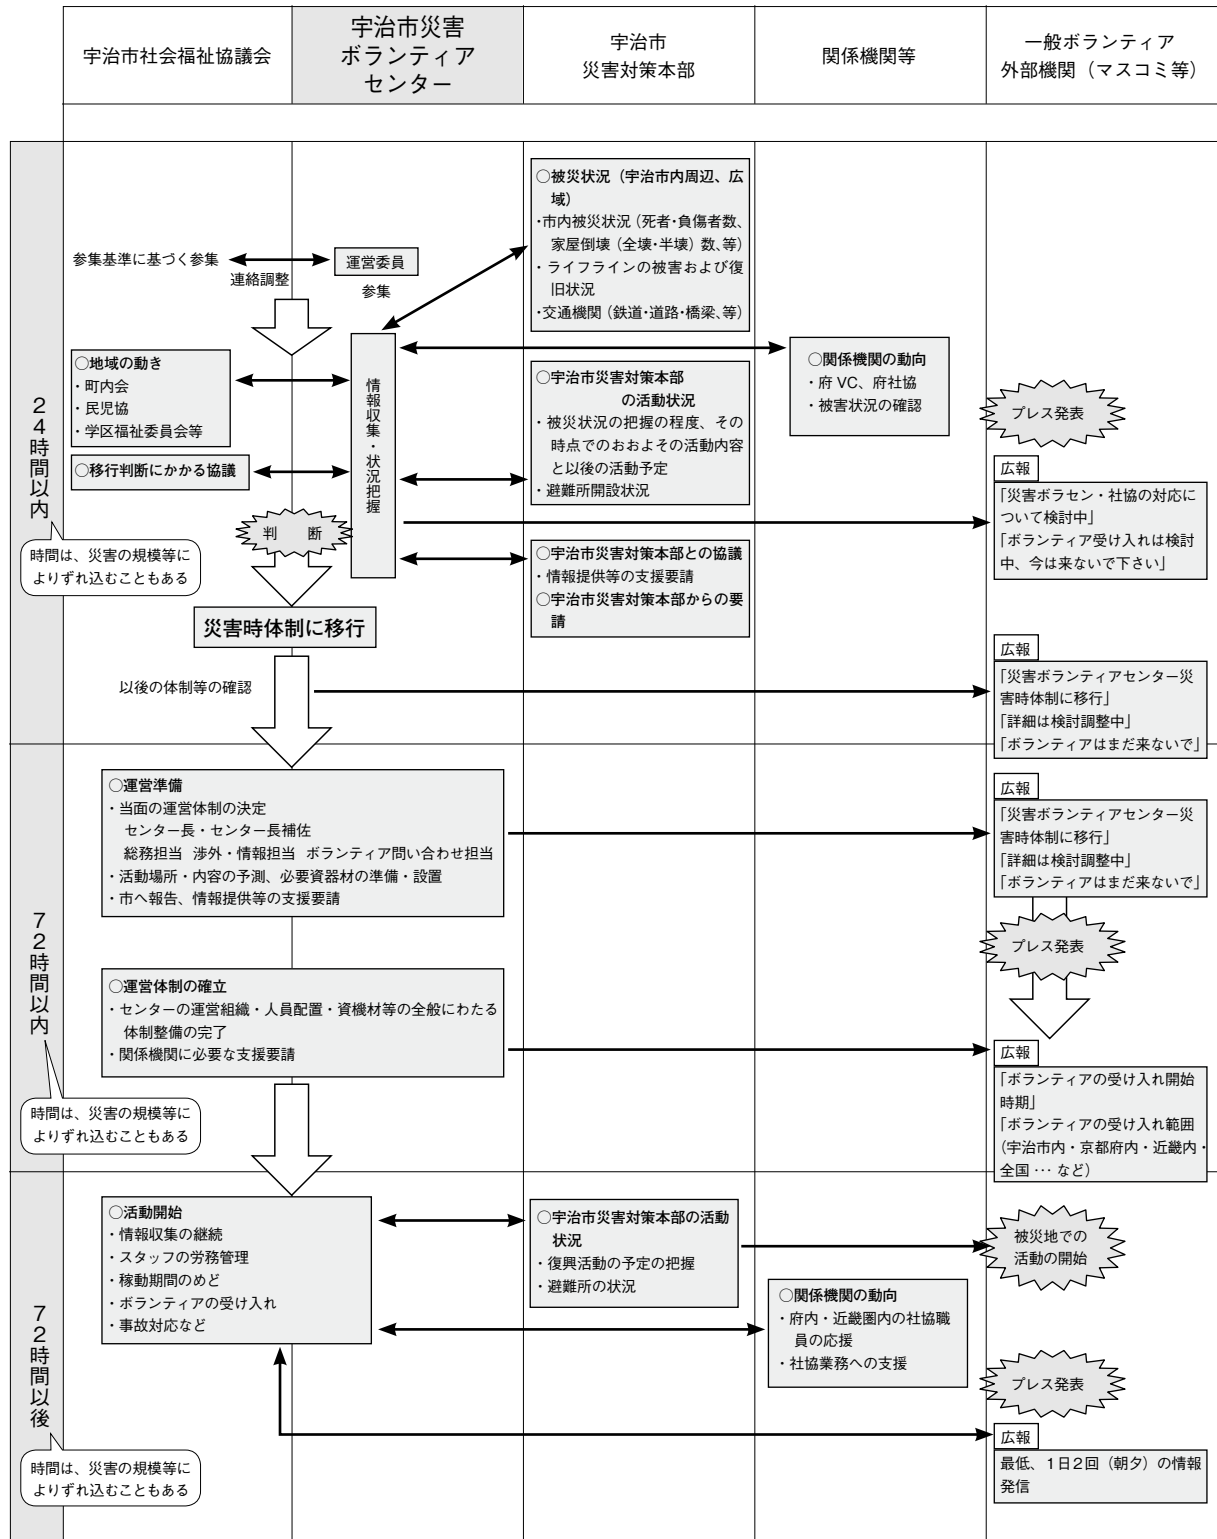 宇治市社会福祉協議会
宇治市災害
ボランティア
センター
宇治市
災害対策本部
関係機関等
一般ボランティア
外部機関（マスコミ等）
24時間以内
時間は、災害の規模等に
よりずれ込むこともある
参集基準に基づく参集
連絡調整
運営委員
参集
○被災状況（宇治市内周辺、広
域）
・市内被災状況（死者・負傷者数、
家屋倒壊（全壊・半壊）数、等）
・ライフラインの被害および復
旧状況
・交通機関（鉄道・道路・橋梁、等）
○地域の動き
・町内会
・民児協
・学区福祉委員会等
○移行判断にかかる協議
情報収集・状況把握
判　断
○宇治市災害対策本部
の活動状況
・被災状況の把握の程度、その
時点でのおおよその活動内容
と以後の活動予定
・避難所開設状況
○関係機関の動向
・府 VC、府社協
・被害状況の確認
プレス発表
広報
「災害ボラセン・社協の対応に
ついて検討中」
「ボランティア受け入れは検討
中、今は来ないで下さい」
○宇治市災害対策本部との協議
・情報提供等の支援要請
○宇治市災害対策本部からの要
請
災害時体制に移行
以後の体制等の確認
広報
「災害ボランティアセンター災
害時体制に移行」
「詳細は検討調整中」
「ボランティアはまだ来ないで」
72時間以内
時間は、災害の規模等に
よりずれ込むこともある
○運営準備
・当面の運営体制の決定
センター長・センター長補佐
総務担当 渉外・情報担当 ボランティア問い合わせ担当
・活動場所・内容の予測、必要資器材の準備・設置
・市へ報告、情報提供等の支援要請
広報
「災害ボランティアセンター災
害時体制に移行」
「詳細は検討調整中」
「ボランティアはまだ来ないで」
プレス発表
○運営体制の確立
・センターの運営組織・人員配置・資機材等の全般にわたる
体制整備の完了
・関係機関に必要な支援要請
広報
「ボランティアの受け入れ開始
時期」
「ボランティアの受け入れ範囲
（宇治市内・京都府内・近畿内・
全国 … など）
72時間以後
時間は、災害の規模等に
よりずれ込むこともある
○活動開始
・情報収集の継続
・スタッフの労務管理
・稼動期間のめど
・ボランティアの受け入れ
・事故対応など
○宇治市災害対策本部の活動
状況
・復興活動の予定の把握
・避難所の状況
被災地での
活動の開始
○関係機関の動向
・府内・近畿圏内の社協職
員の応援
・社協業務への支援
プレス発表
広報
最低、1日2回（朝夕）の情報
発信